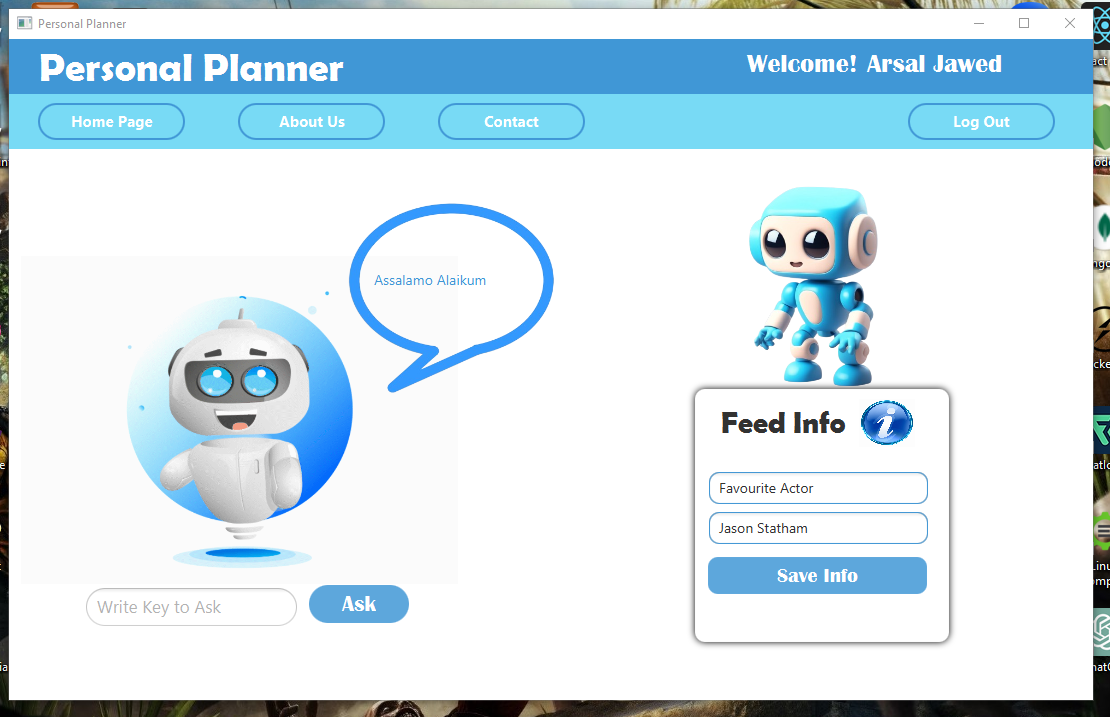 Personal Planner
Personal Planner
Welcome! Arsal Jawed
Home Page
About Us
Contact
Log Out
Assalamo Alaikum
Feed Info
i
Favourite Actor
Jason Statham
Save Info
Write Key to Ask
Ask